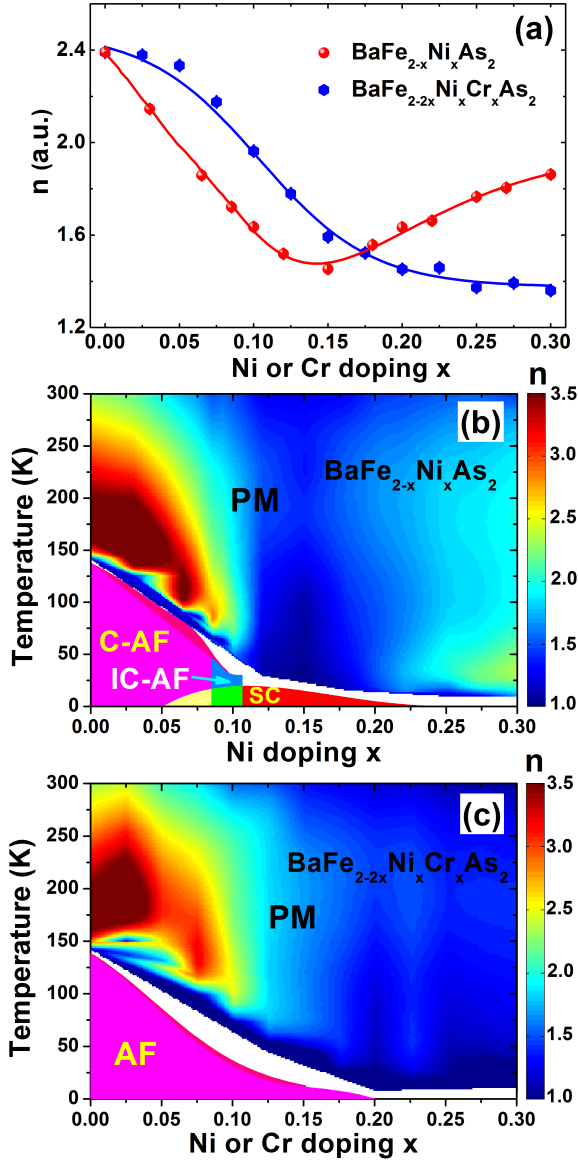 (a)
BaFe2-xNixAs2
BaFe2-2xNixCrxAs2
n (a.u.)
2.4
2.0
1.6
1.2
0.00 0.05 0.10 0.15 0.20 0.25 0.30
Ni or Cr doping x
n
(b)
BaFe2-xNixAs2
PM
C-AF
IC-AF
SC
Temperature (K)
300
250
200
150
100
50
0
0.00 0.05 0.10 0.15 0.20 0.25 0.30
Ni doping x
3.5
3.0
2.5
2.0
1.5
1.0
n
(c)
BaFe2-2xNixCrxAs2
PM
AF
Temperature (K)
300
250
200
150
100
50
0
0.00 0.05 0.10 0.15 0.20 0.25 0.30
Ni or Cr doping x
3.5
3.0
2.5
2.0
1.5
1.0